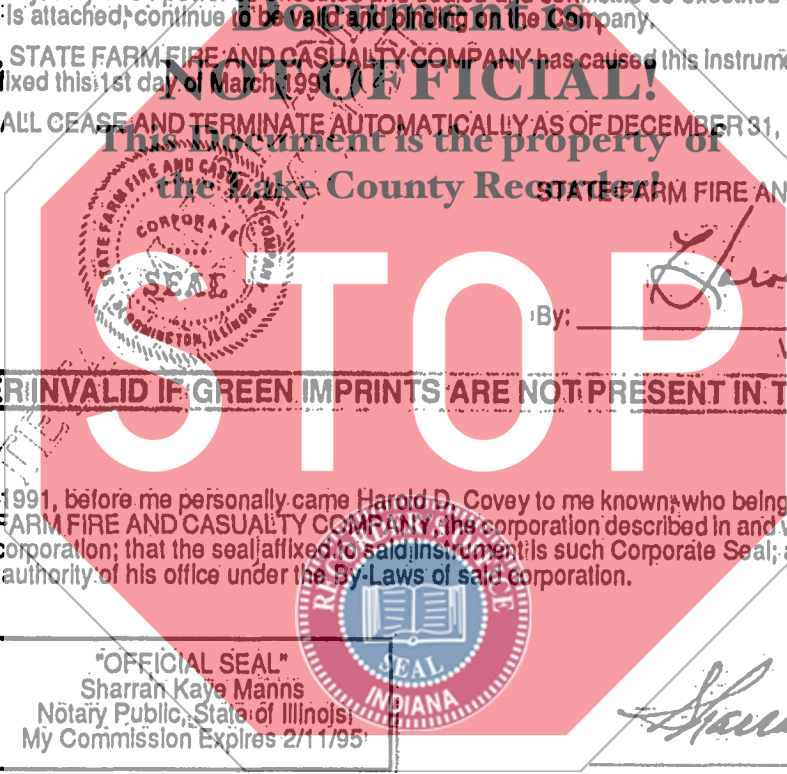 Is attached, continue to be valid and binding on the Company.
Document is
STATE FARM FIRE AND CASUALTY COMPANY has caused this instrum
ixed this 1st day of March, 1991.
NOT OFFICIAL!
ALL CEASE AND TERMINATE AUTOMATICALLY AS OF DECEMBER 31,
This Document is the property of
the Lake County Recorder!
STATE FARM FIRE AN
STATE FARM FIRE AND CASUALTY COMPANY
CORPORATE
SEAL
BLOOMINGTON, ILLINOIS
STOP
By:
R INVALID IF GREEN IMPRINTS ARE NOT PRESENT IN T
1991, before me personally came Harold D. Covey to me known, who being
FARM FIRE AND CASUALTY COMPANY, the corporation described in and
corporation; that the seal affixed to said instrument is such Corporate Seal;
authority of his office under the By-Laws of said corporation.
RECORDER'S OFFICE
SEAL
INDIANA
"OFFICIAL SEAL"
Sharran Kaye Manns
Notary Public, State of Illinois
My Commission Expires 2/11/95